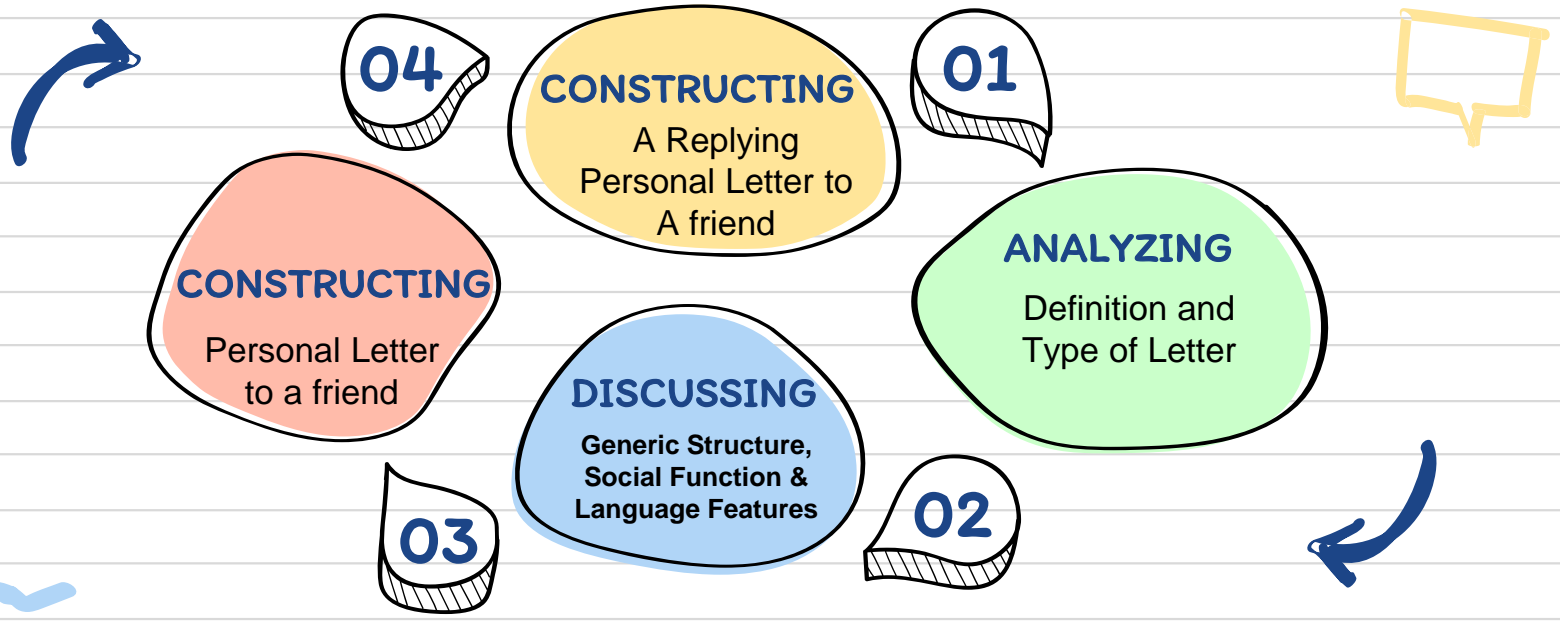 01
ANALYZING
Definition and
Type of Letter
02
DISCUSSING
Generic Structure,
Social Function &
Language Features
03
CONSTRUCTING
Personal Letter
to a friend
04
CONSTRUCTING
A Replying
Personal Letter to
A friend